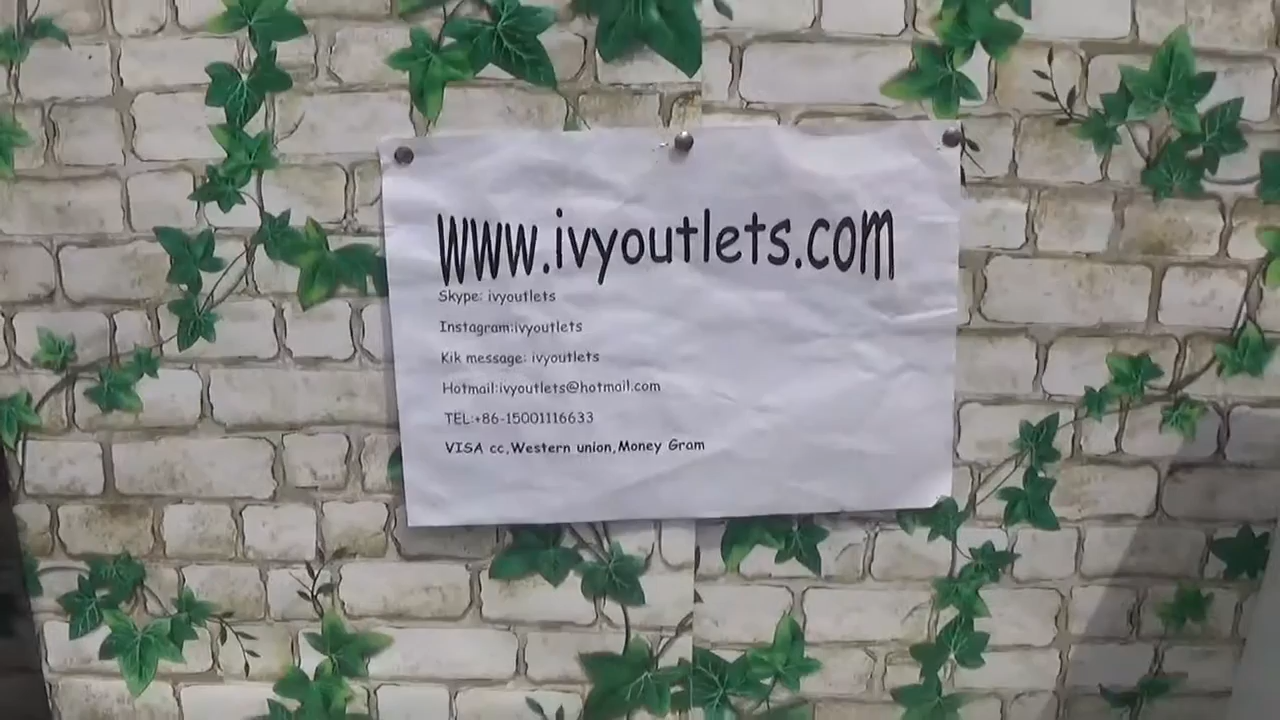 www.ivyoutlets.com
Skype: ivyoutlets
Instagram:ivyoutlets
Kik message: ivyoutlets
Hotmail:ivyoutlets@hotmail.com
TEL:+86-15001116633
VISA cc,Western union,Money Gram